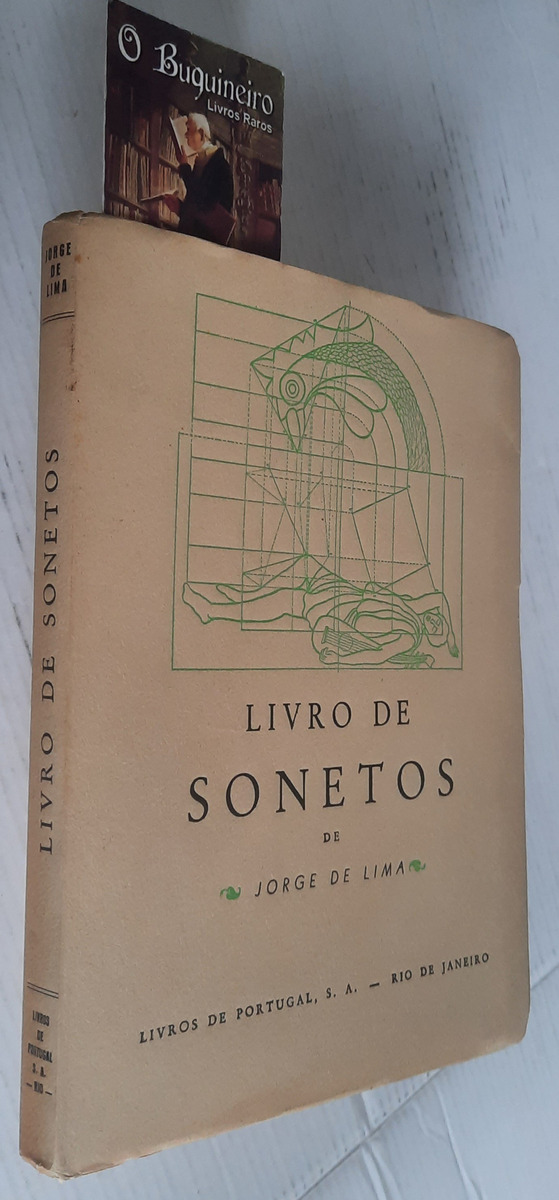 O Buquineiro
Livros Raros
JORGE
DE
LIMA
LIVRO DE SONETOS
LIVROS
DE
PORTUGAL
S. A.
— RIO —
LIVRO DE
SONETOS
DE
JORGE DE LIMA
LIVROS DE PORTUGAL, S. A. — RIO DE JANEIRO